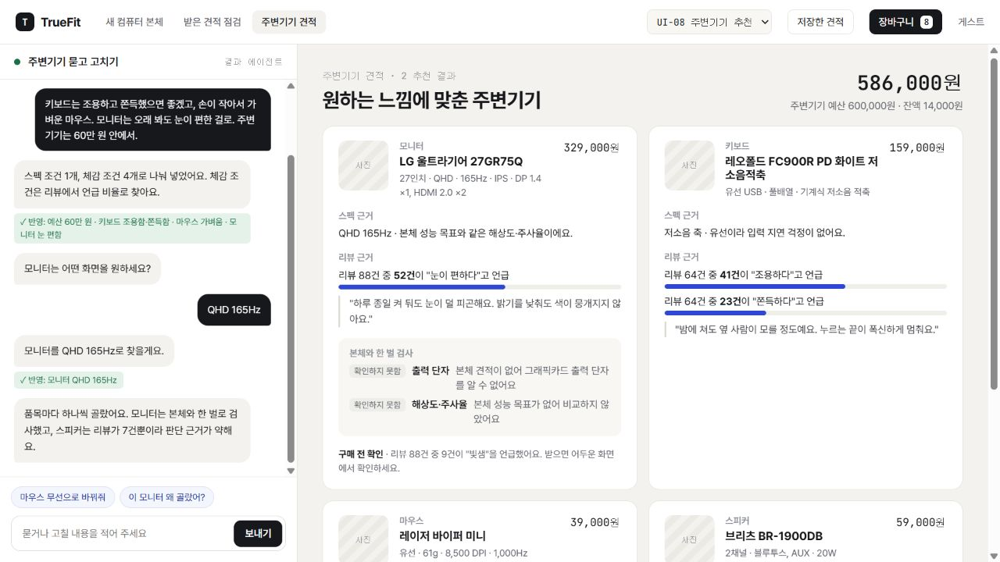 T TrueFit 새 컴퓨터 본체 받은 견적 점검 주변기기 견적 UI-08 주변기기 추천 저장한 견적 장바구니 8 게스트
주변기기 묻고 고치기 결과 에이전트
키보드는 조용하고 쫀득했으면 좋겠고, 손이 작아서 가
벼운 마우스. 모니터는 오래 봐도 눈이 편한 걸로. 주변
기기는 60만 원 안에서.
스펙 조건 1개, 체감 조건 4개로 나눠 넣었어요. 체감 조
건은 리뷰에서 언급 비율로 찾아요.
✓ 반영: 예산 60만 원 · 키보드 조용함·쫀득함 · 마우스 가벼움 · 모
니터 눈 편함
모니터는 어떤 화면을 원하세요?
QHD 165Hz
모니터를 QHD 165Hz로 찾을게요.
✓ 반영: 모니터 QHD 165Hz
품목마다 하나씩 골랐어요. 모니터는 본체와 한 벌로 검
사했고, 스피커는 리뷰가 7건뿐이라 판단 근거가 약해
요.
마우스 무선으로 바꿔줘 이 모니터 왜 골랐어?
묻거나 고칠 내용을 적어 주세요 보내기
주변기기 견적 · 2 추천 결과
원하는 느낌에 맞춘 주변기기
586,000원
주변기기 예산 600,000원 · 잔액 14,000원
사진
모니터
329,000원
LG 울트라기어 27GR75Q
27인치 · QHD · 165Hz · IPS · DP 1.4
×1, HDMI 2.0 ×2
스펙 근거
QHD 165Hz · 본체 성능 목표와 같은 해상도·주사율이에요.
리뷰 근거
리뷰 88건 중 52건이 "눈이 편하다"고 언급
"하루 종일 켜 둬도 눈이 덜 피곤해요. 밝기를 낮춰도 색이 뭉개지지 않
아요."
본체와 한 벌 검사
확인하지 못함 출력 단자 본체 견적이 없어 그래픽카드 출력 단자
를 알 수 없어요
확인하지 못함 해상도·주사율 본체 성능 목표가 없어 비교하지 않
았어요
구매 전 확인 · 리뷰 88건 중 9건이 "빛샘"을 언급했어요. 받으면 어두운 화면
에서 확인하세요.
사진
키보드
159,000원
레오폴드 FC900R PD 화이트 저
소음적축
유선 USB · 풀배열 · 기계식 저소음 적축
스펙 근거
저소음 축 · 유선이라 입력 지연 걱정이 없어요.
리뷰 근거
리뷰 64건 중 41건이 "조용하다"고 언급
리뷰 64건 중 23건이 "쫀득하다"고 언급
"밤에 쳐도 옆 사람이 모를 정도예요. 누르는 끝이 폭신하게 멈춰요."
사진
마우스
39,000원
레이저 바이퍼 미니
유선 · 61g · 8,500 DPI · 1,000Hz
사진
스피커
59,000원
브리츠 BR-1900DB
2채널 · 블루투스, AUX · 20W